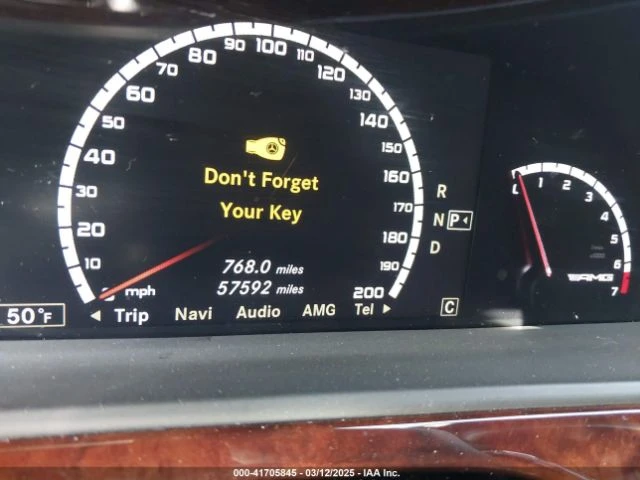 10 20 30 40 50 60 70 80 90 100 110 120 130 140 150 160 170 180 190 200
mph
Don't Forget
Your Key
768.0 miles
57592 miles
50°F
◄ Trip Navi Audio AMG Tel ►
R
N P◄
D
C
0 1 2 3 4 5 6 7
AMG
000-41705845 - 03/12/2025 - IAA Inc.